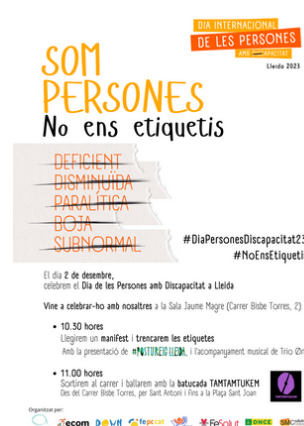 DIA INTERNACIONAL
DE LES PERSONES
AMB CAPACITAT
Lleida 2023
SOM
PERSONES
No ens etiquetis
DEFICIENT
DISMINUÏDA
PARALÍTICA
BOJA
SUBNORMAL
#DiaPersonesDiscapacitat23
#NoEnsEtiqueti
El dia 2 de desembre,
celebrem el Dia de les Persones amb Discapacitat a Lleida
Vine a celebrar-ho amb nosaltres a la Sala Jaume Magre (Carrer Bisbe Torres, 2)
• 10.30 hores
Llegirem un manifest i trencarem les etiquetes
Amb la presentació de #POSTUREIGLLEIDA, i l'acompanyament musical de Trio
• 11.00 hores
Sortirem al carrer i ballarem amb la batucada TAMTAMTUKEM
Des del Carrer Bisbe Torres, per Sant Antoni i Fins a la Plaça Sant Joan
Organitzat per:
ecom DOWN fepccat FeSalut ONCE